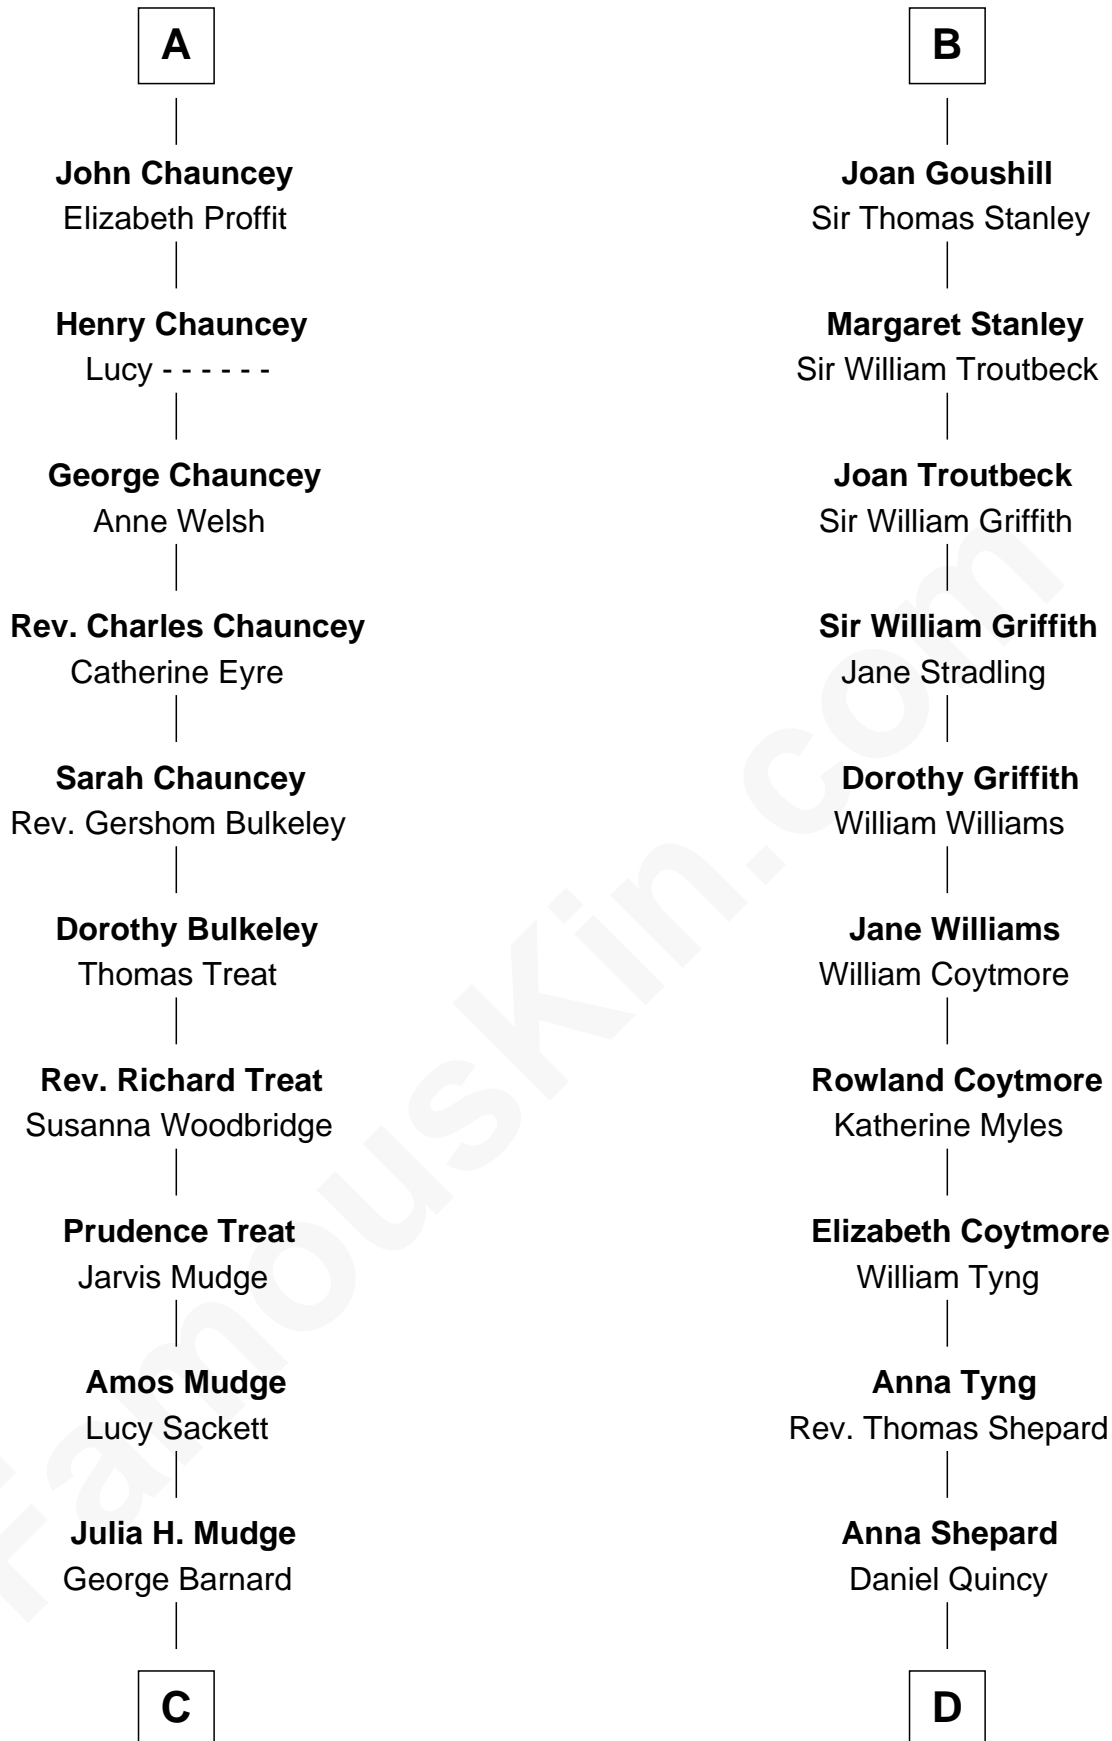 A
John Chauncey
Elizabeth Proffit
Henry Chauncey
Lucy - - - - - -
George Chauncey
Anne Welsh
Rev. Charles Chauncey
Catherine Eyre
Sarah Chauncey
Rev. Gershom Bulkeley
Dorothy Bulkeley
Thomas Treat
Rev. Richard Treat
Susanna Woodbridge
Prudence Treat
Jarvis Mudge
Amos Mudge
Lucy Sackett
Julia H. Mudge
George Barnard
C
B
Joan Goushill
Sir Thomas Stanley
Margaret Stanley
Sir William Troutbeck
Joan Troutbeck
Sir William Griffith
Sir William Griffith
Jane Stradling
Dorothy Griffith
William Williams
Jane Williams
William Coytmore
Rowland Coytmore
Katherine Myles
Elizabeth Coytmore
William Tyng
Anna Tyng
Rev. Thomas Shepard
Anna Shepard
Daniel Quincy
D
FamousKin.com